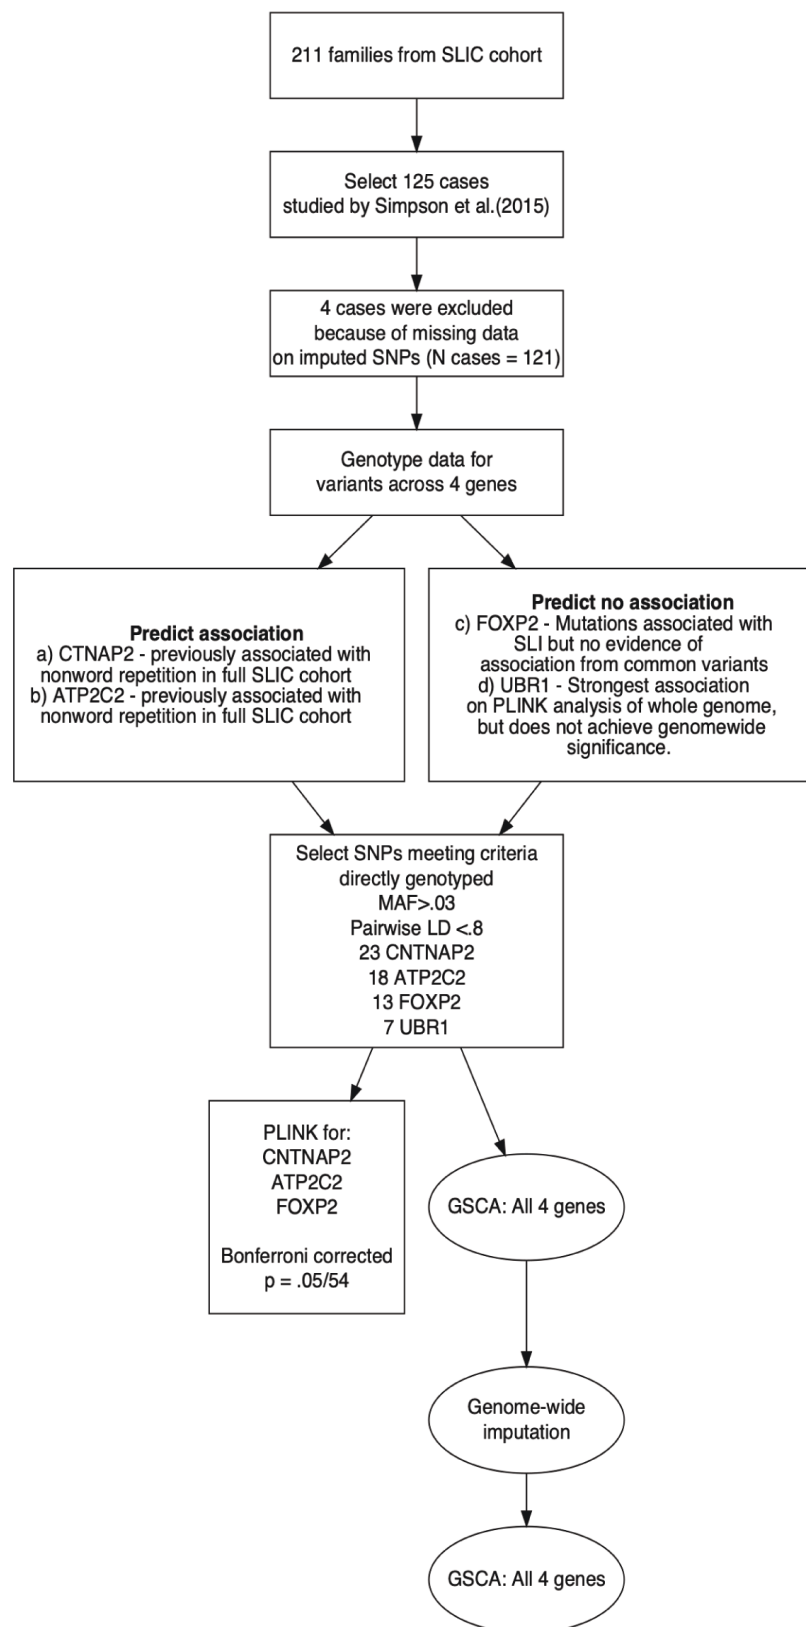 211 families from SLIC cohort
Select 125 cases
studied by Simpson et al.(2015)
4 cases were excluded
because of missing data
on imputed SNPs (N cases = 121)
Genotype data for
variants across 4 genes
Predict association
a) CTNAP2 - previously associated with
nonword repetition in full SLIC cohort
b) ATP2C2 - previously associated with
nonword repetition in full SLIC cohort
Predict no association
c) FOXP2 - Mutations associated with
SLI but no evidence of
association from common variants
d) UBR1 - Strongest association
on PLINK analysis of whole genome,
but does not achieve genomewide
significance.
Select SNPs meeting criteria
directly genotyped
MAF>.03
Pairwise LD <.8
23 CNTNAP2
18 ATP2C2
13 FOXP2
7 UBR1
PLINK for:
CNTNAP2
ATP2C2
FOXP2
Bonferroni corrected
p = .05/54
GSCA: All 4 genes
Genome-wide
imputation
GSCA: All 4 genes